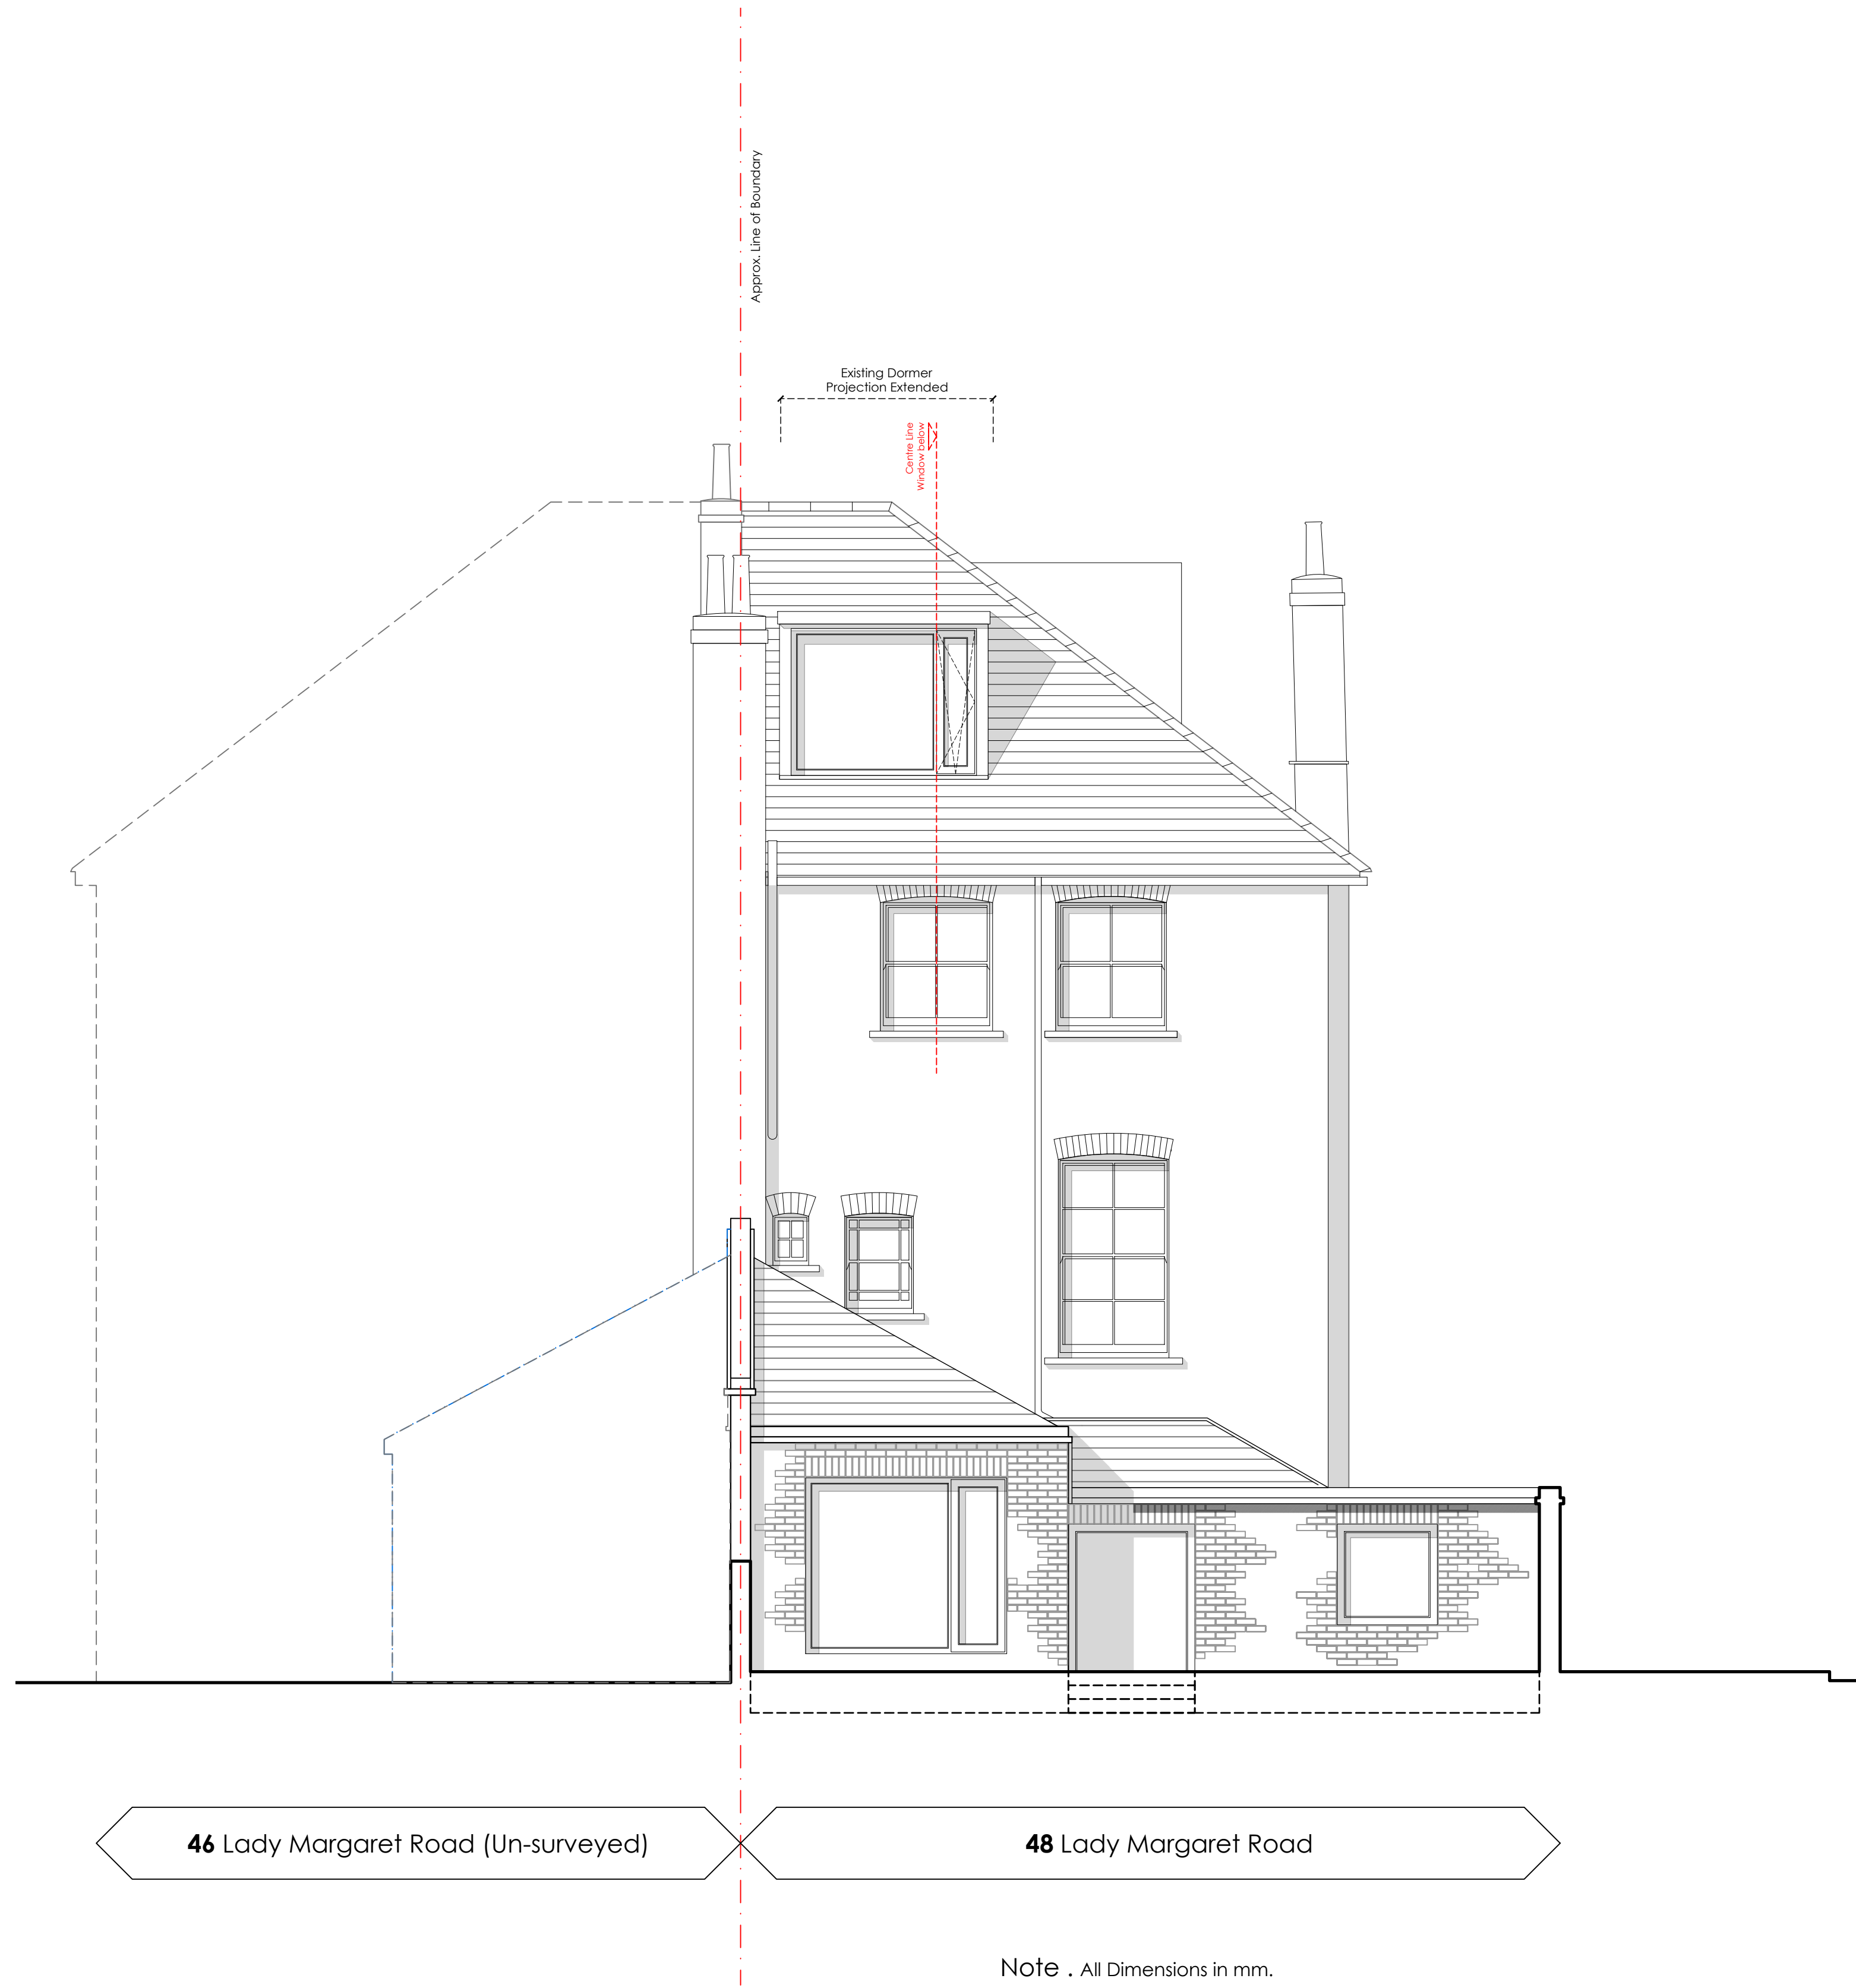 Approx. Line of Boundary
Existing Dormer
Projection Extended
Centre Line
Window below
46 Lady Margaret Road (Un-surveyed)
48 Lady Margaret Road
Note . All Dimensions in mm.